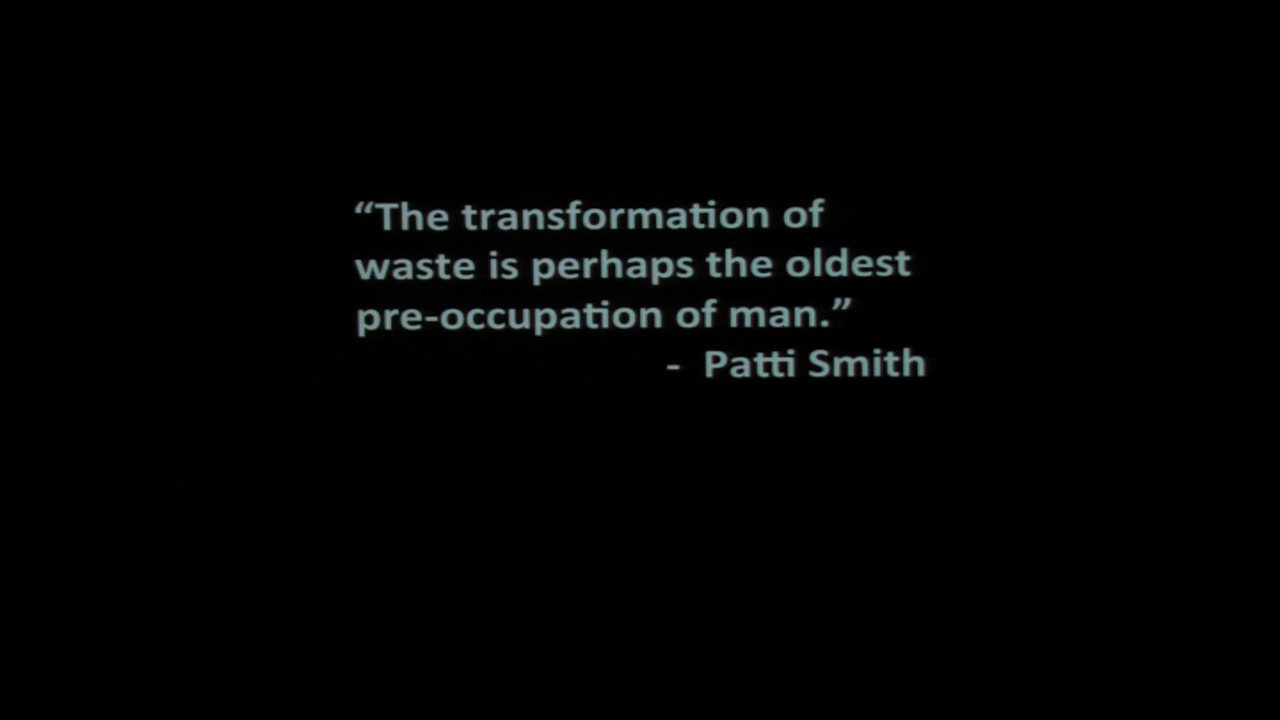 “The transformation of
waste is perhaps the oldest
pre-occupation of man.”
- Patti Smith